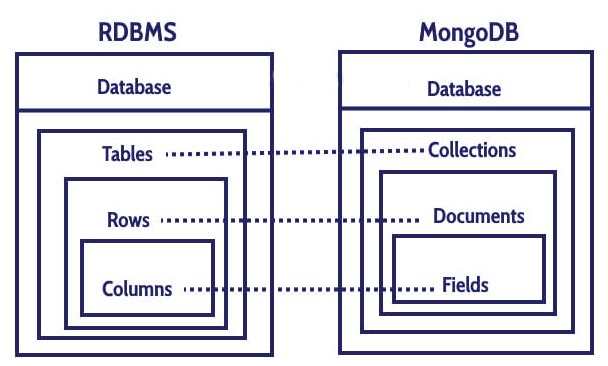 RDBMS
MongoDB
Database
Database
Tables
Collections
Rows
Documents
Columns
Fields